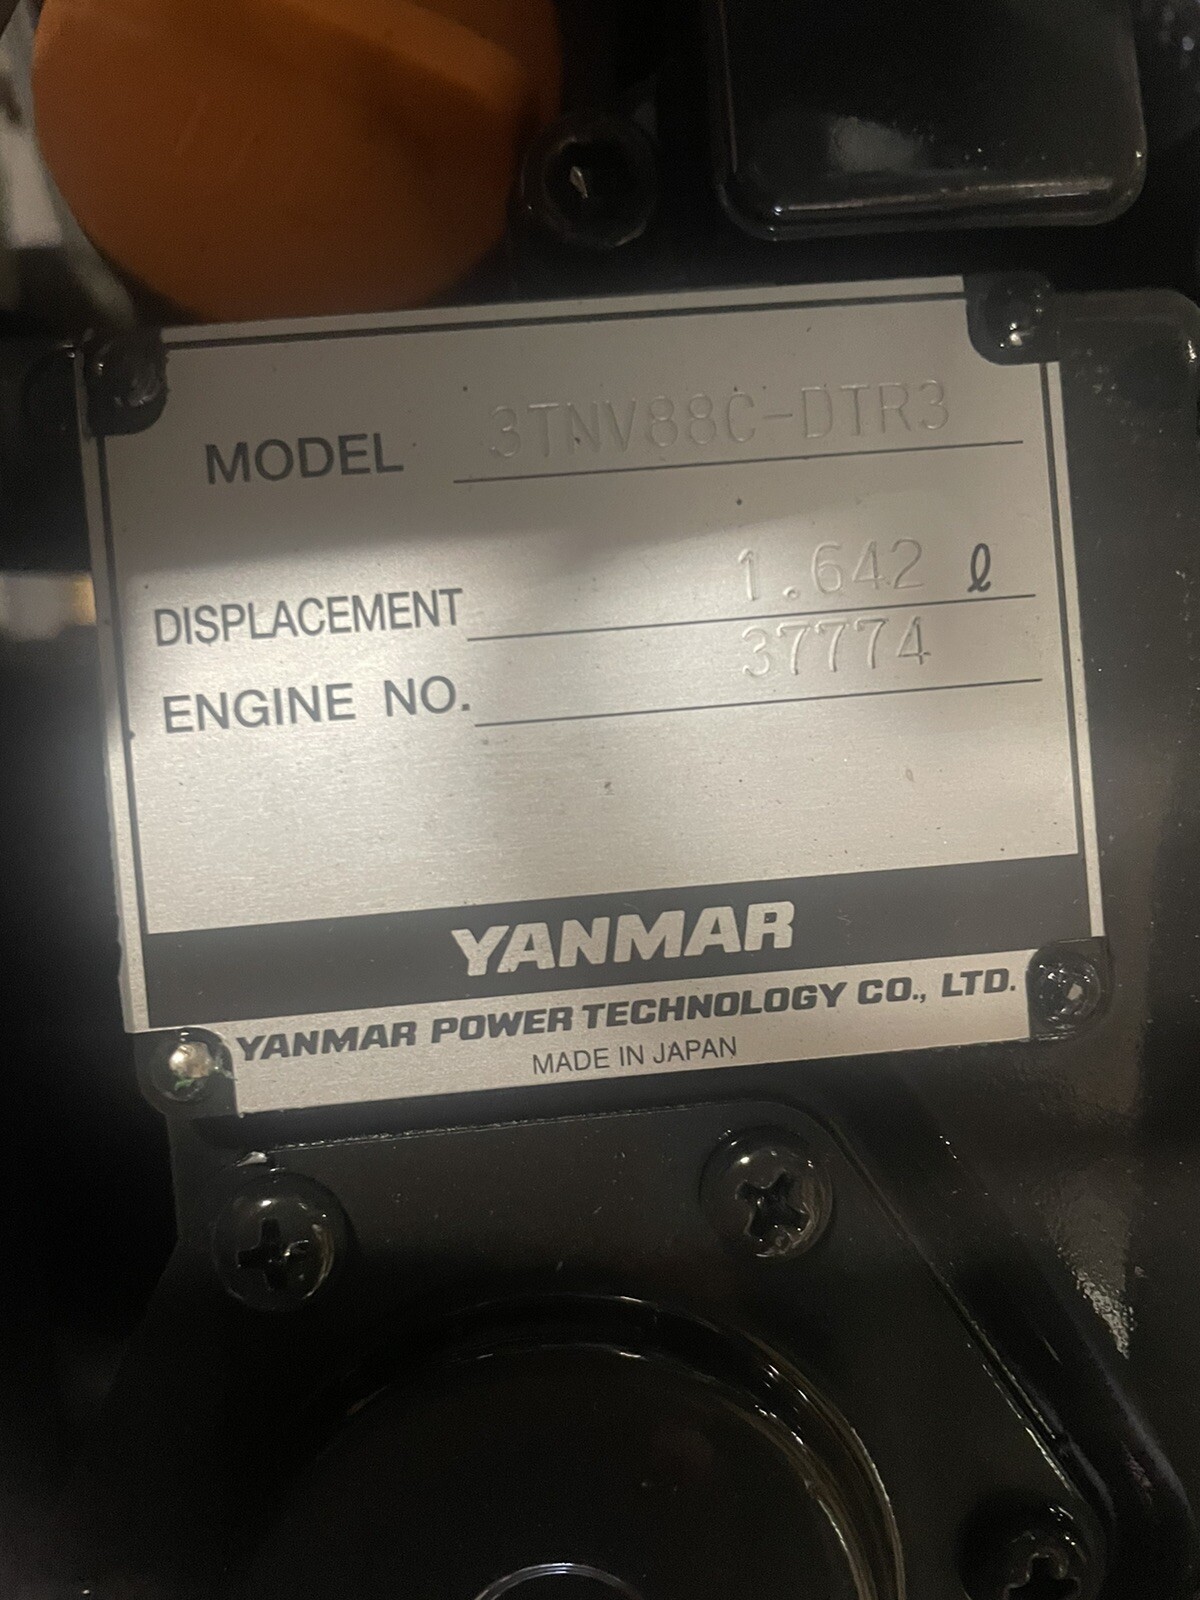 MODEL 3TNV88C-DTR3
DISPLACEMENT 1.642 ℓ
ENGINE NO. 37774
YANMAR
YANMAR POWER TECHNOLOGY CO., LTD.
MADE IN JAPAN